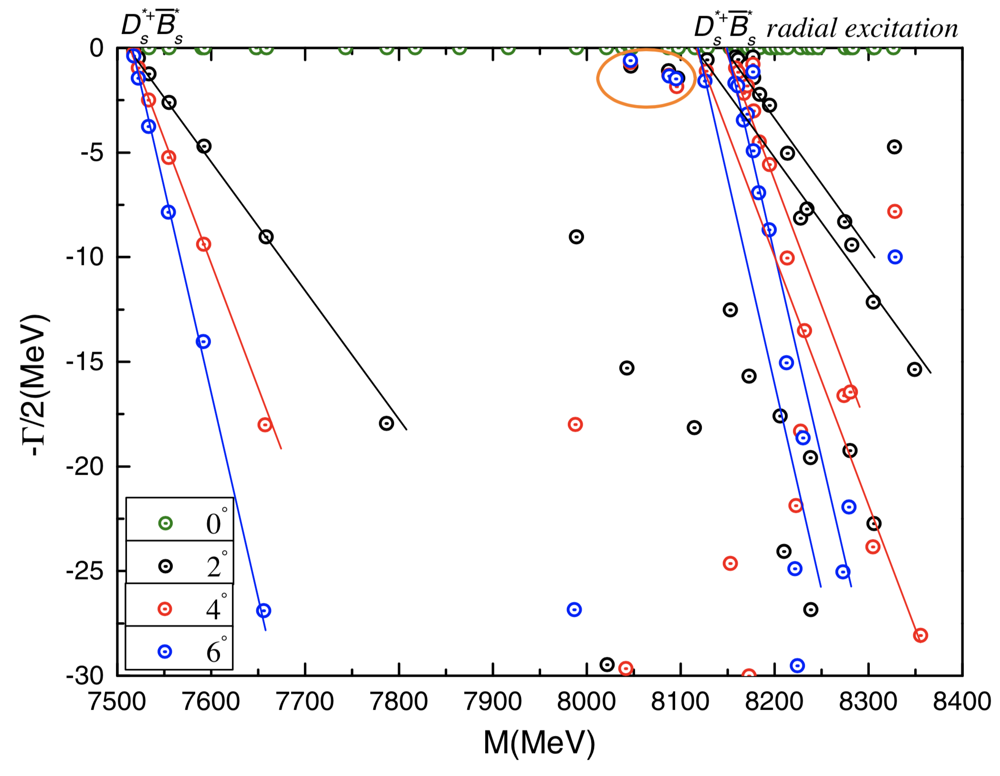 D_s^{*+} \overline{B}_s^* D_s^{*+} \overline{B}_s^* radial excitation
0
-5
-10
-15
-20
-25
-30
-Γ/2(MeV)
0°
2°
4°
6°
7500 7600 7700 7800 7900 8000 8100 8200 8300 8400
M(MeV)